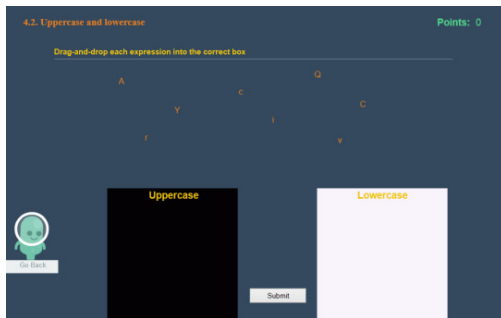 4.2. Uppercase and lowercase
Points: 0
Drag-and-drop each expression into the correct box
A
Q
c
Y
C
i
r
v
Uppercase
Lowercase
Go Back
Submit